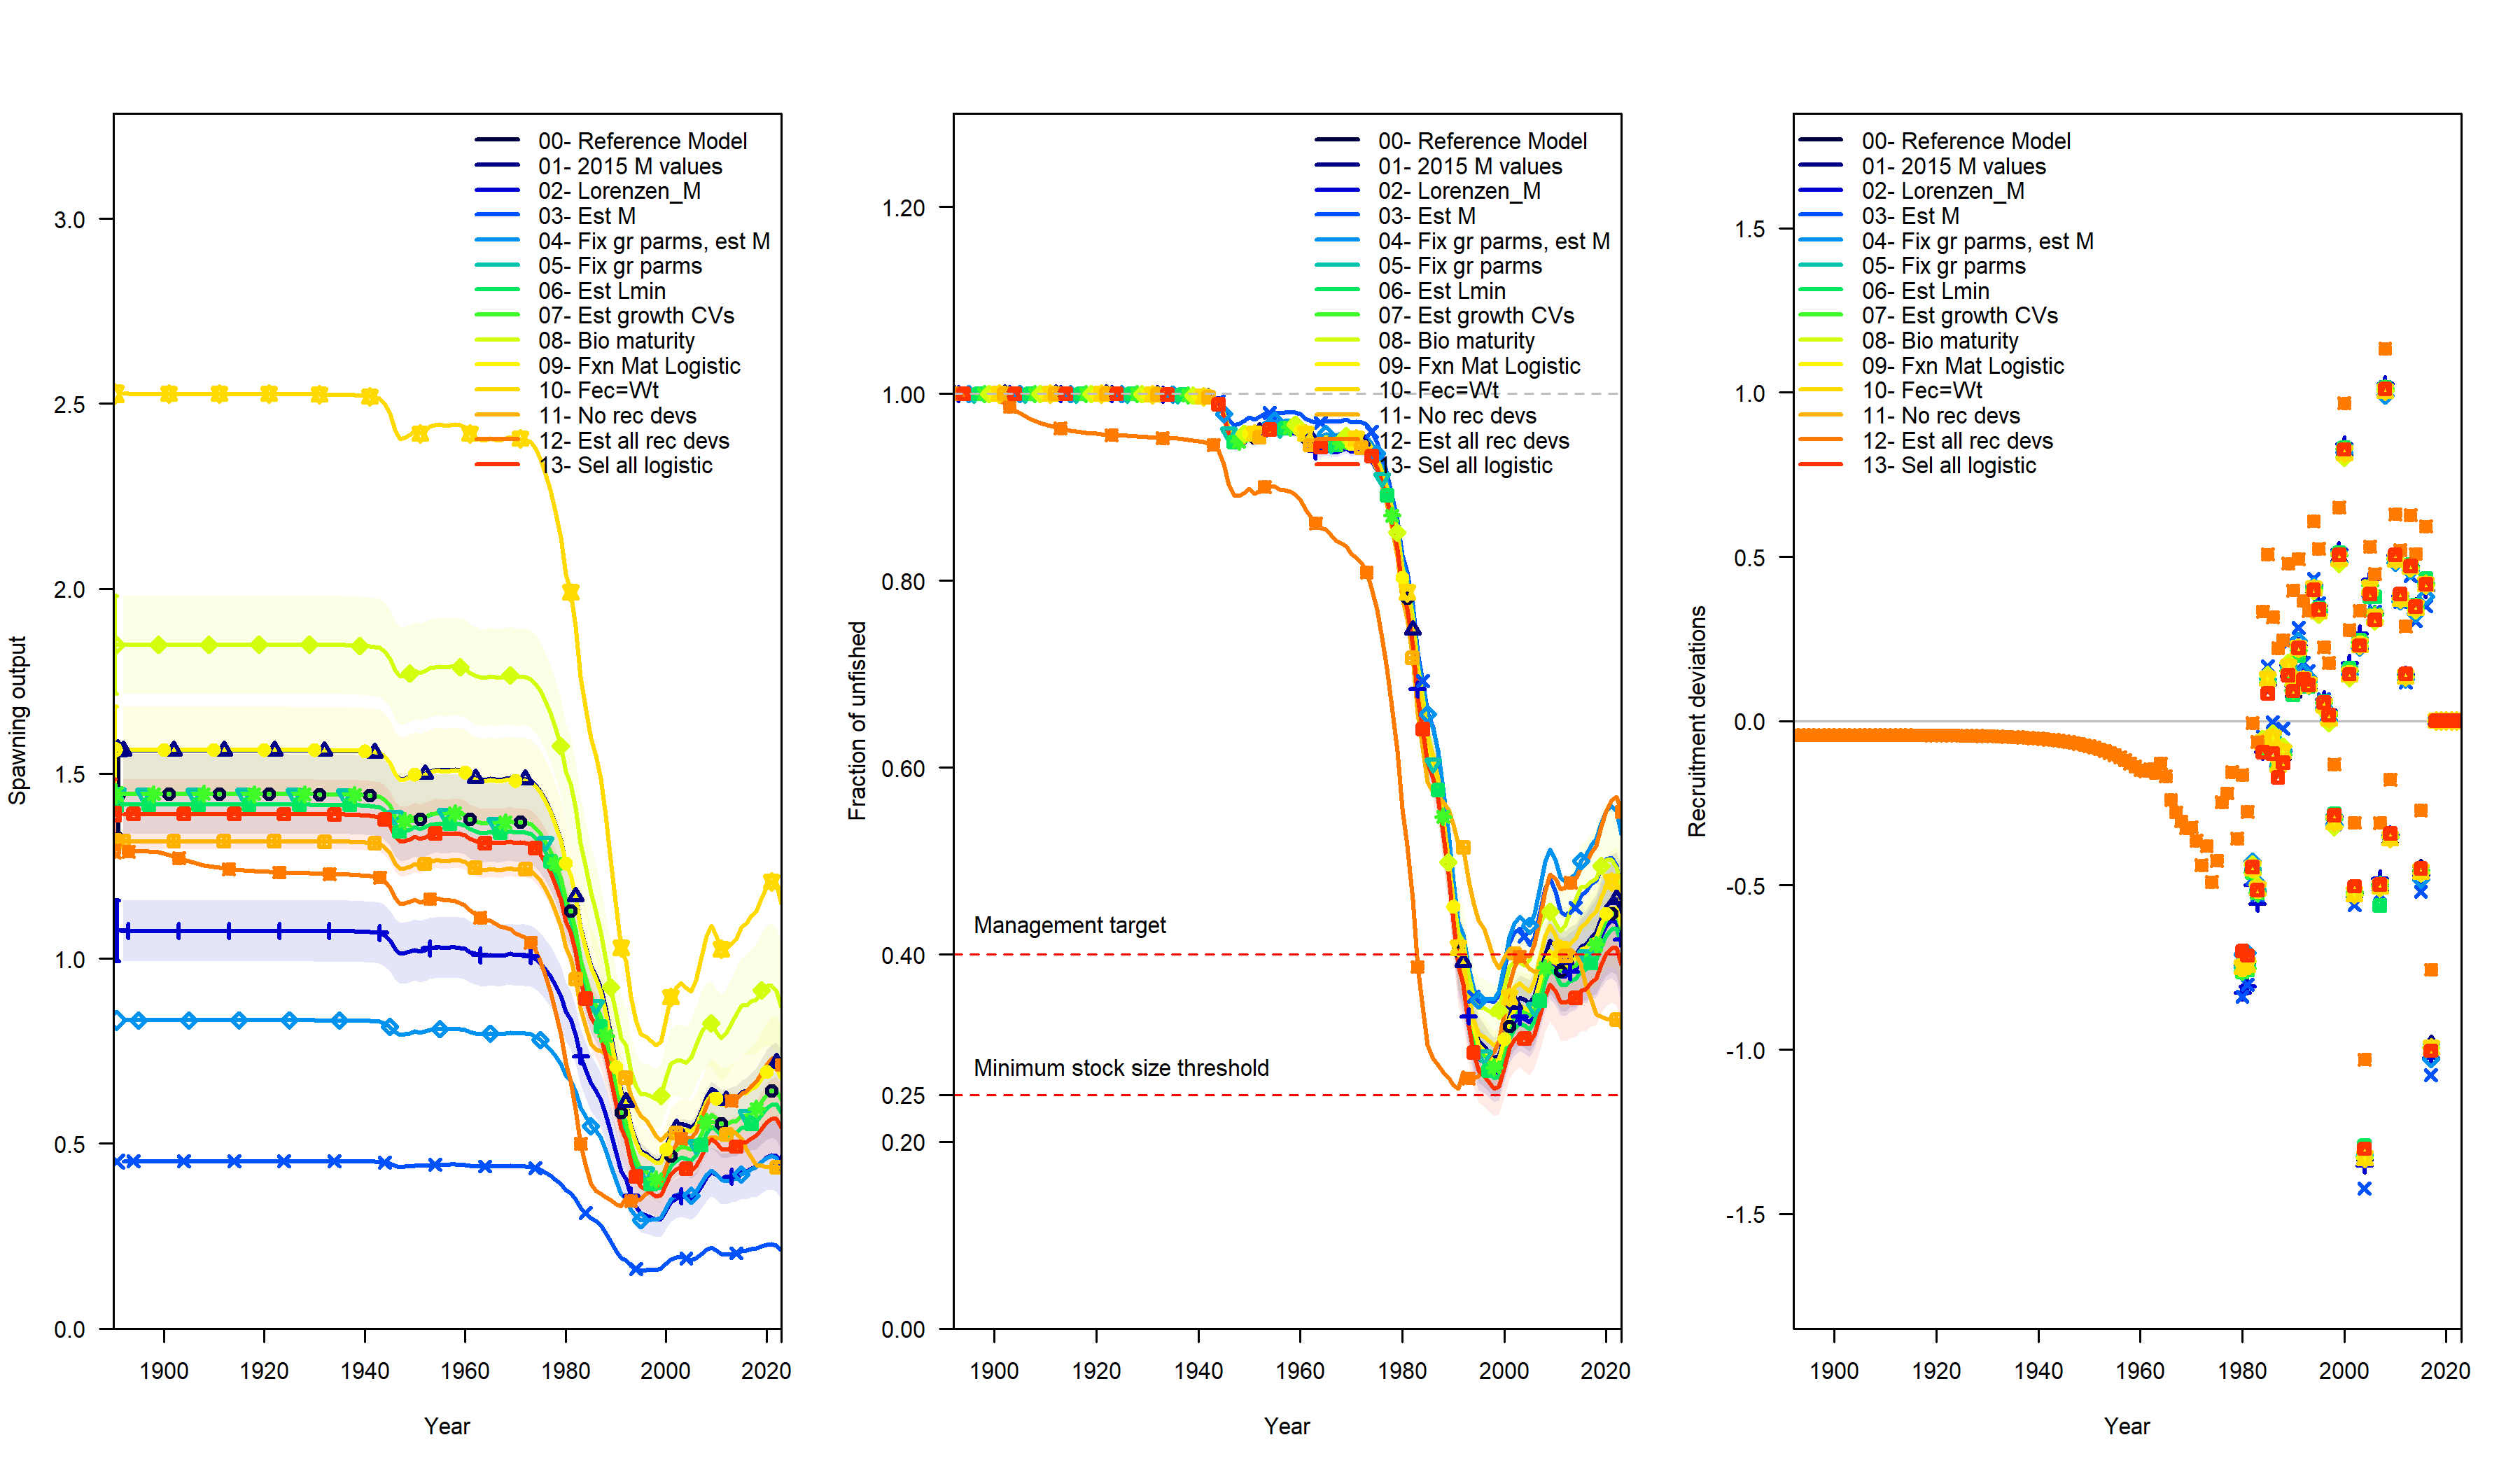 Spawning output
3.0
2.5
2.0
1.5
1.0
0.5
0.0
00- Reference Model
01- 2015 M values
02- Lorenzen_M
03- Est M
04- Fix gr parms, est M
05- Fix gr parms
06- Est Lmin
07- Est growth CVs
08- Bio maturity
09- Fxn Mat Logistic
10- Fec=Wt
11- No rec devs
12- Est all rec devs
13- Sel all logistic
1900 1920 1940 1960 1980 2000 2020
Year
Fraction of unfished
1.20
1.00
0.80
0.60
0.40
0.25
0.20
0.00
00- Reference Model
01- 2015 M values
02- Lorenzen_M
03- Est M
04- Fix gr parms, est M
05- Fix gr parms
06- Est Lmin
07- Est growth CVs
08- Bio maturity
09- Fxn Mat Logistic
10- Fec=Wt
11- No rec devs
12- Est all rec devs
13- Sel all logistic
Management target
Minimum stock size threshold
1900 1920 1940 1960 1980 2000 2020
Year
Recruitment deviations
1.5
1.0
0.5
0.0
-0.5
-1.0
-1.5
00- Reference Model
01- 2015 M values
02- Lorenzen_M
03- Est M
04- Fix gr parms, est M
05- Fix gr parms
06- Est Lmin
07- Est growth CVs
08- Bio maturity
09- Fxn Mat Logistic
10- Fec=Wt
11- No rec devs
12- Est all rec devs
13- Sel all logistic
1900 1920 1940 1960 1980 2000 2020
Year